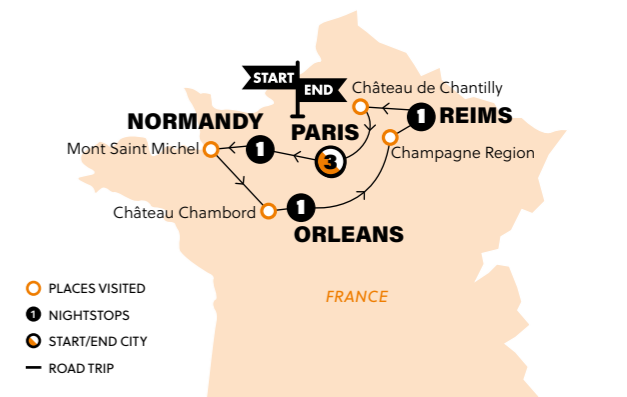 START
END
Château de Chantilly
NORMANDY
PARIS
1
REIMS
Mont Saint Michel
1
3
Champagne Region
Château Chambord
1
ORLEANS
FRANCE
PLACES VISITED
1 NIGHTSTOPS
START/END CITY
ROAD TRIP